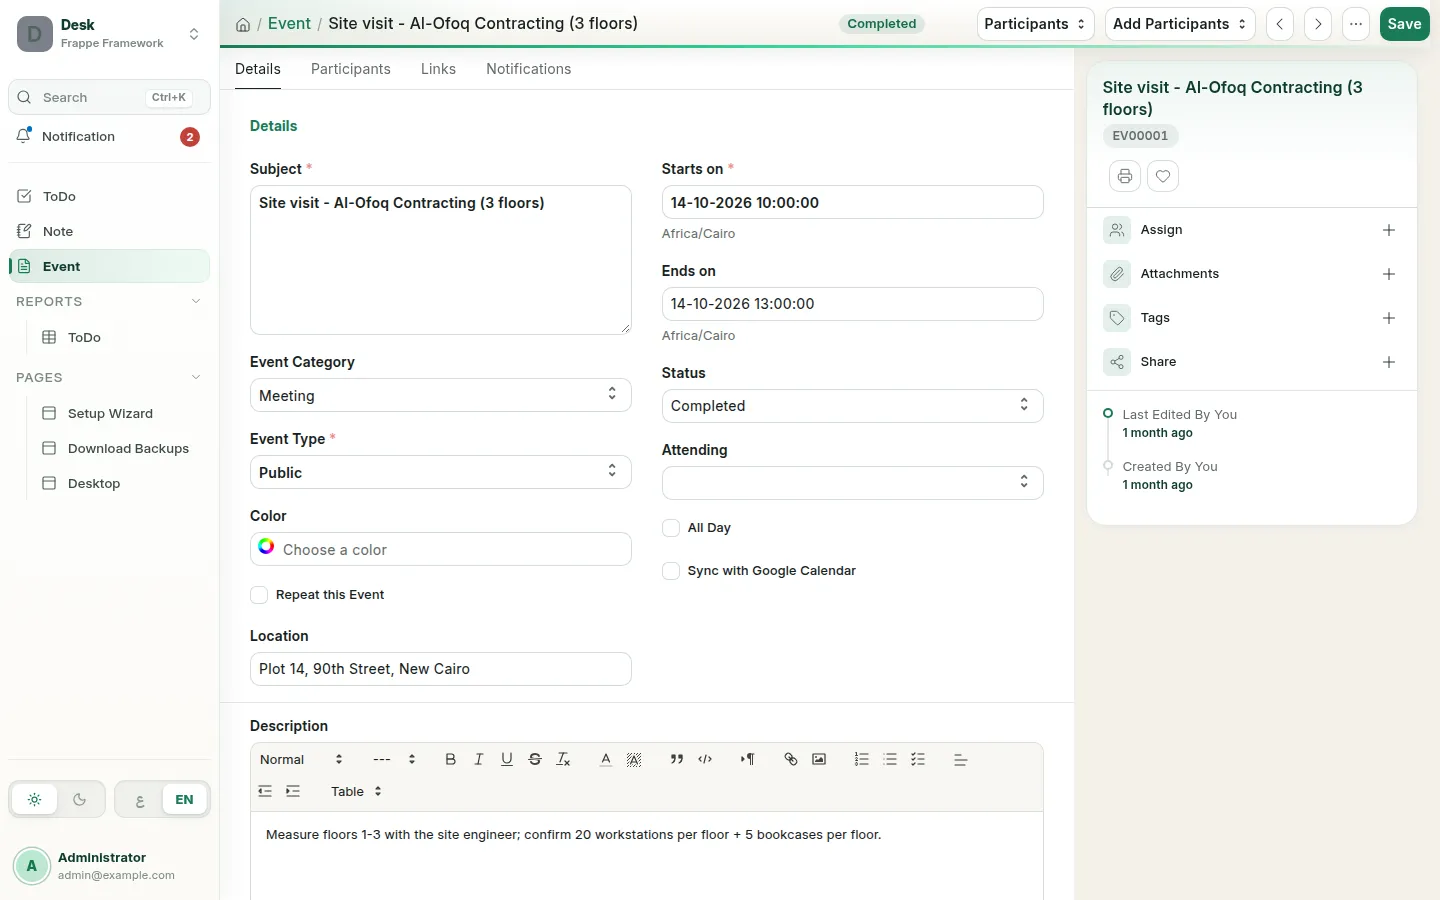 Desk
Frappe Framework
Search
Ctrl+K
Notification
2
ToDo
Note
Event
REPORTS
ToDo
PAGES
Setup Wizard
Download Backups
Desktop
ع
EN
A
Administrator
admin@example.com
D
/ Event / Site visit - Al-Ofoq Contracting (3 floors)
Completed
Participants
Add Participants
Save
Details
Participants
Links
Notifications
Details
Subject *
Site visit - Al-Ofoq Contracting (3 floors)
Event Category
Meeting
Event Type *
Public
Color
Choose a color
Repeat this Event
Location
Plot 14, 90th Street, New Cairo
Starts on *
14-10-2026 10:00:00
Africa/Cairo
Ends on
14-10-2026 13:00:00
Africa/Cairo
Status
Completed
Attending
All Day
Sync with Google Calendar
Description
Normal
---
Table
Measure floors 1-3 with the site engineer; confirm 20 workstations per floor + 5 bookcases per floor.
Site visit - Al-Ofoq Contracting (3
floors)
EV00001
Assign
Attachments
Tags
Share
Last Edited By You
1 month ago
Created By You
1 month ago